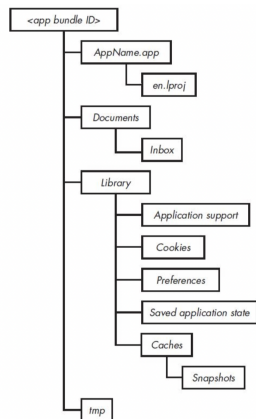 <app bundle ID>
AppName.app
en.lproj
Documents
Inbox
Library
Application support
Cookies
Preferences
Saved application state
Caches
Snapshots
tmp